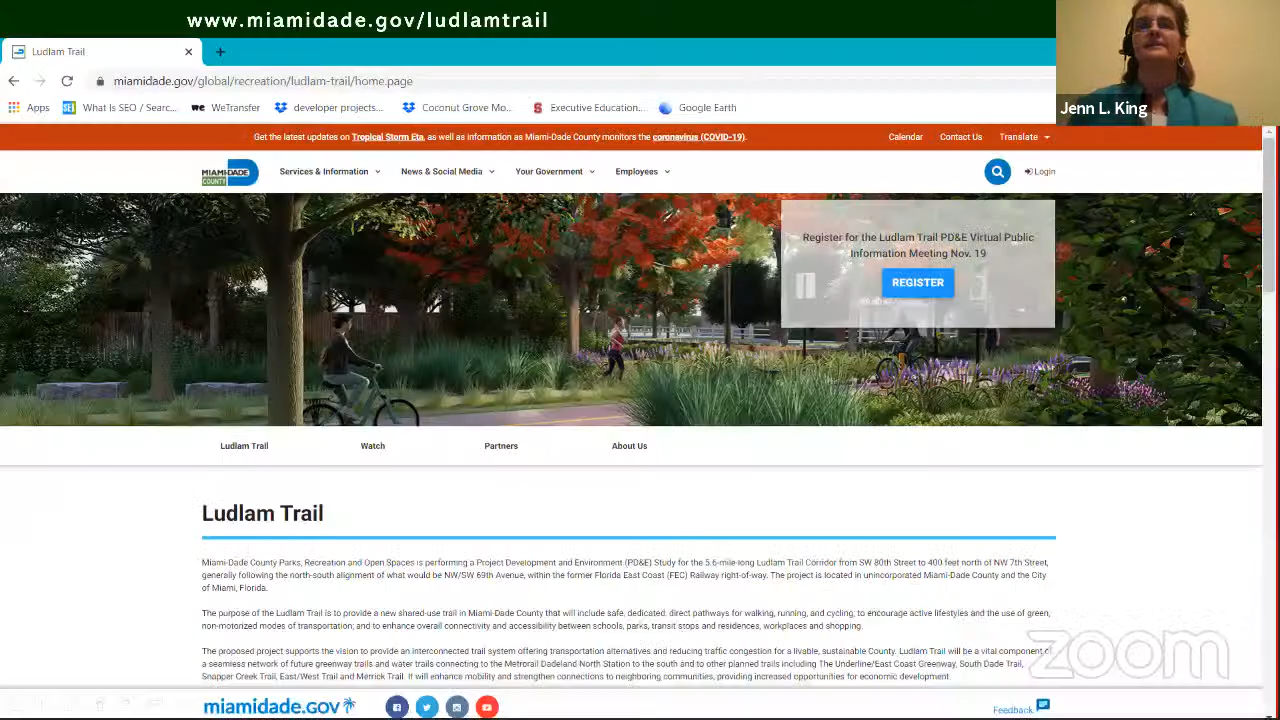 www.miamidade.gov/ludlamtrail
Ludlam Trail
miamidade.gov/global/recreation/ludlam-trail/home.page
Apps What Is SEO / Searc... WeTransfer developer projects... Coconut Grove Mo... Executive Education... Google Earth
Jenn L. King
Get the latest updates on Tropical Storm Eta, as well as information as Miami-Dade County monitors the coronavirus (COVID-19). Calendar Contact Us Translate
MIAMI-DADE
COUNTY
Services & Information News & Social Media Your Government Employees Login
Register for the Ludlam Trail PD&E Virtual Public
Information Meeting Nov. 19
REGISTER
Ludlam Trail Watch Partners About Us
Ludlam Trail
Miami-Dade County Parks, Recreation and Open Spaces is performing a Project Development and Environment (PD&E) Study for the 5.6-mile-long Ludlam Trail Corridor from SW 80th Street to 400 feet north of NW 7th Street,
generally following the north-south alignment of what would be NW/SW 69th Avenue, within the former Florida East Coast (FEC) Railway right-of-way. The project is located in unincorporated Miami-Dade County and the City
of Miami, Florida.
The purpose of the Ludlam Trail is to provide a new shared-use trail in Miami-Dade County that will include safe, dedicated, direct pathways for walking, running, and cycling; to encourage active lifestyles and the use of green,
non-motorized modes of transportation; and to enhance overall connectivity and accessibility between schools, parks, transit stops and residences, workplaces and shopping.
The proposed project supports the vision to provide an interconnected trail system offering transportation alternatives and reducing traffic congestion for a livable, sustainable County. Ludlam Trail will be a vital component of
a seamless network of future greenway trails and water trails connecting to the Metrorail Dadeland North Station to the south and to other planned trails including The Underline/East Coast Greenway, South Dade Trail,
Snapper Creek Trail, East/West Trail and Merrick Trail. It will enhance mobility and strengthen connections to neighboring communities, providing increased opportunities for economic development.
zoom
miamidade.gov
Feedback